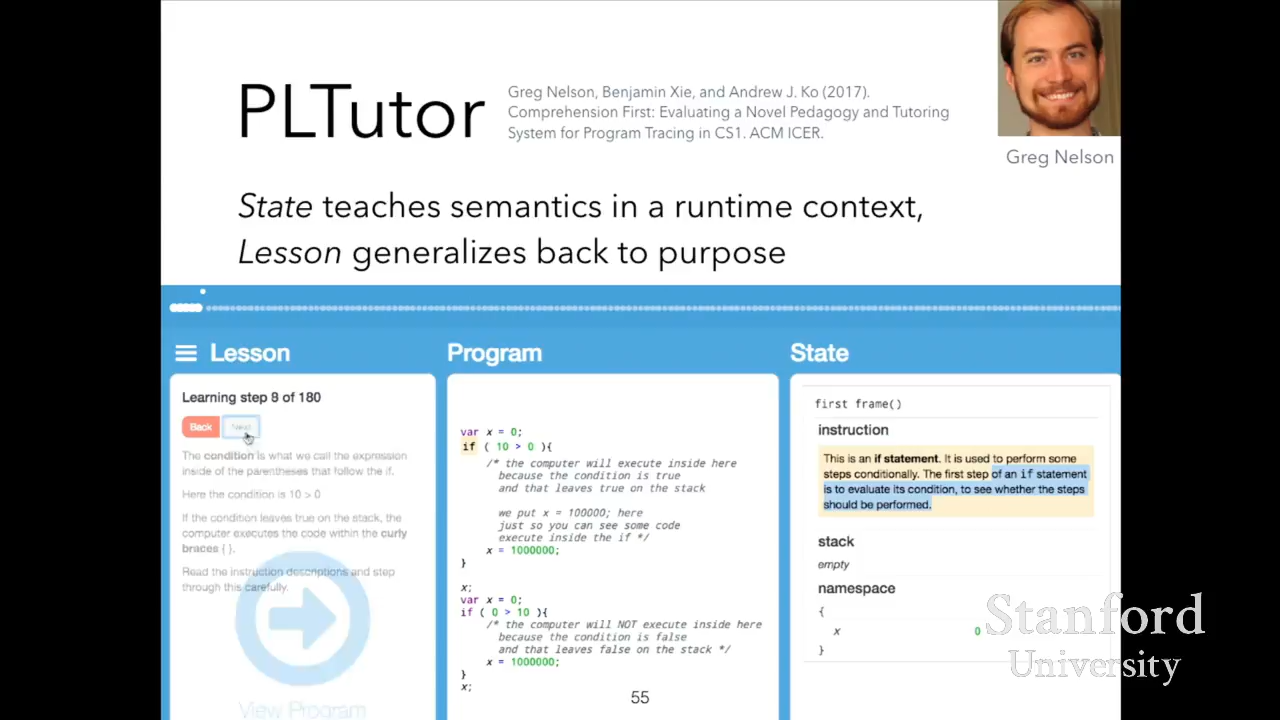 PLTutor
Greg Nelson, Benjamin Xie, and Andrew J. Ko (2017).
Comprehension First: Evaluating a Novel Pedagogy and Tutoring
System for Program Tracing in CS1. ACM ICER.
Greg Nelson
State teaches semantics in a runtime context,
Lesson generalizes back to purpose
Lesson
Learning step 9 of 180
Back Next
The condition is what we call the expression
inside of the parentheses that follow the if.
Here the condition is 10 > 0
If the condition leaves true on the stack, the
computer executes the code within the curly
braces { }.
Read the instruction descriptions and step
through this carefully.
View Program
Program
var x = 0;
if ( 10 > 0 ){
/* the computer will execute inside here
because the condition is true
and that leaves true on the stack
we put x = 100000; here
just so you can see some code
execute inside the if */
x = 1000000;
}
x;
var x = 0;
if ( 0 > 10 ){
/* the computer will NOT execute inside here
because the condition is false
and that leaves false on the stack */
x = 1000000;
}
x;
State
first frame()
instruction
This is an if statement. It is used to perform some
steps conditionally. The first step of an if statement
is to evaluate its condition, to see whether the steps
should be performed.
stack
empty
namespace
{
x 0
}
Stanford
University
55